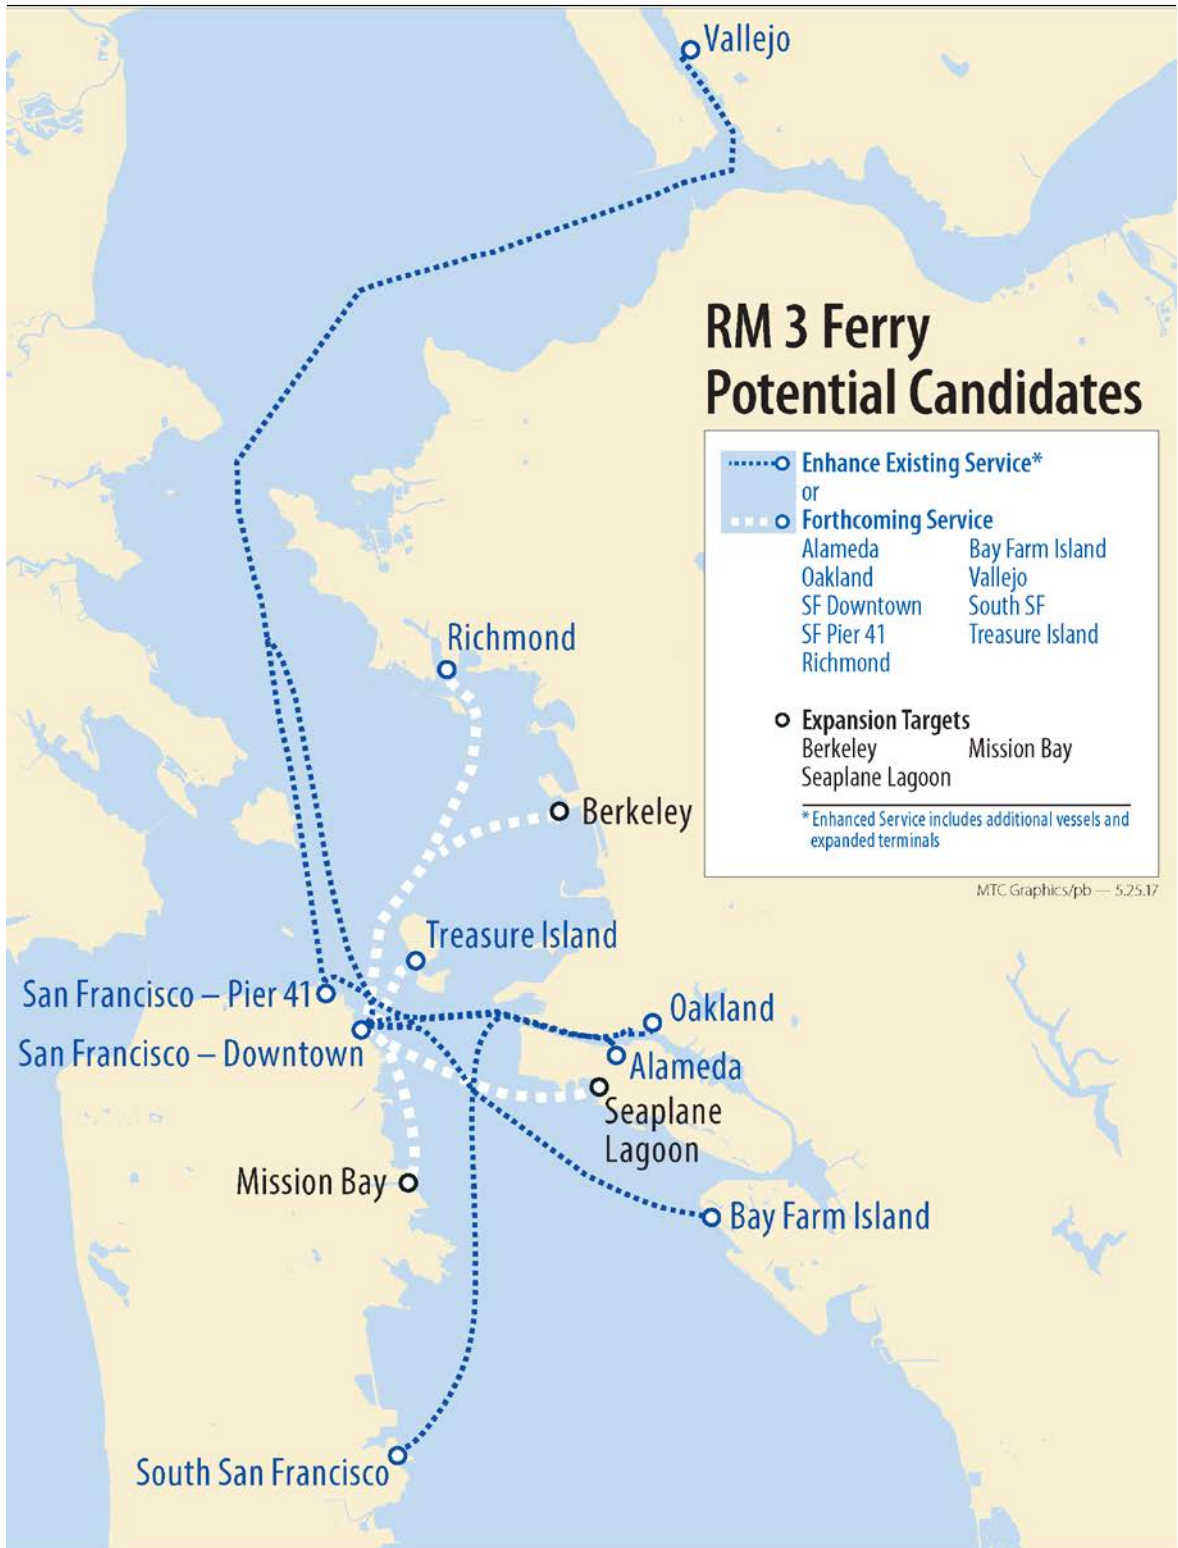 Vallejo
RM 3 Ferry
Potential Candidates
Enhance Existing Service*
or
Forthcoming Service
Alameda
Oakland
SF Downtown
SF Pier 41
Richmond
Bay Farm Island
Vallejo
South SF
Treasure Island
Expansion Targets
Berkeley
Seaplane Lagoon
Mission Bay
* Enhanced Service includes additional vessels and
expanded terminals
MTC Graphics/pb — 5.25.17
Richmond
Berkeley
Treasure Island
San Francisco – Pier 41
Oakland
San Francisco – Downtown
Alameda
Seaplane
Lagoon
Mission Bay
Bay Farm Island
South San Francisco